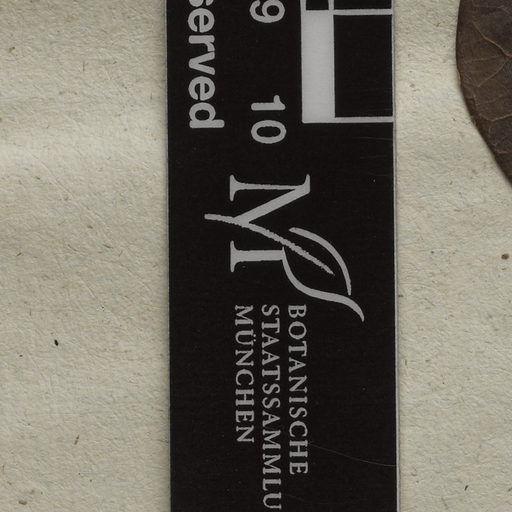 served
9 10
M
BOTANISCHE
STAATSSAMMLU
MÜNCHEN